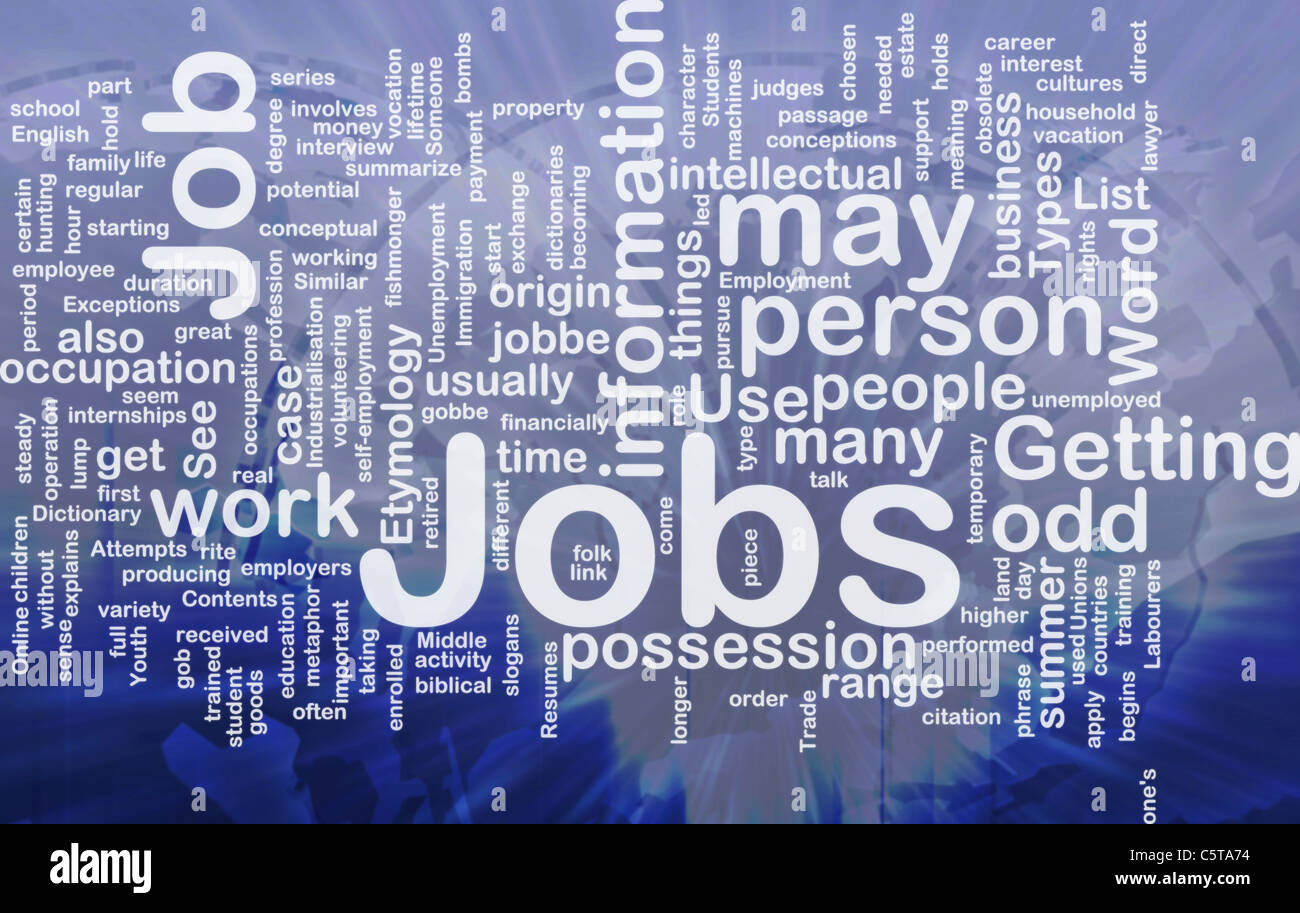 Jobs
Job
Information
may
person
Word
Getting
odd
work
Use
people
many
possession
range
summer
Etymology
occupation
also
get
See
case
time
usually
jobbe
origin
things
intellectual
business
Types
List
part
school
English
hold
family
life
regular
certain
hunting
hour
starting
employee
duration
Exceptions
period
great
series
involves
money
interview
degree
summarize
potential
conceptual
working
Similar
profession
vocation
lifetime
Someone
bombs
payment
property
fishmonger
Unemployment
Immigration
start
exchange
dictionaries
becoming
character
Students
machines
judges
passage
conceptions
chosen
needed
estate
support
holds
meaning
obsolete
career
interest
cultures
direct
household
vacation
lawyer
rights
led
Employment
pursue
role
type
talk
unemployed
temporary
seem
internships
steady
operation
lump
first
Dictionary
occupations
Industrialisation
volunteering
self-employment
real
gobbe
financially
retired
different
come
folk
link
piece
Attempts
Tite
producing
employers
Contents
variety
Online
children
without
explains
sense
full
Youth
gob
received
trained
student
goods
education
metaphor
important
taking
often
enrolled
Middle
activity
biblical
slogans
Resumes
longer
order
Trade
performed
citation
higher
land
day
phrase
used
Unions
apply
countries
begins
training
Labourers
one's
a
alamy
alamy stock photo
C5TA74
www.alamy.com